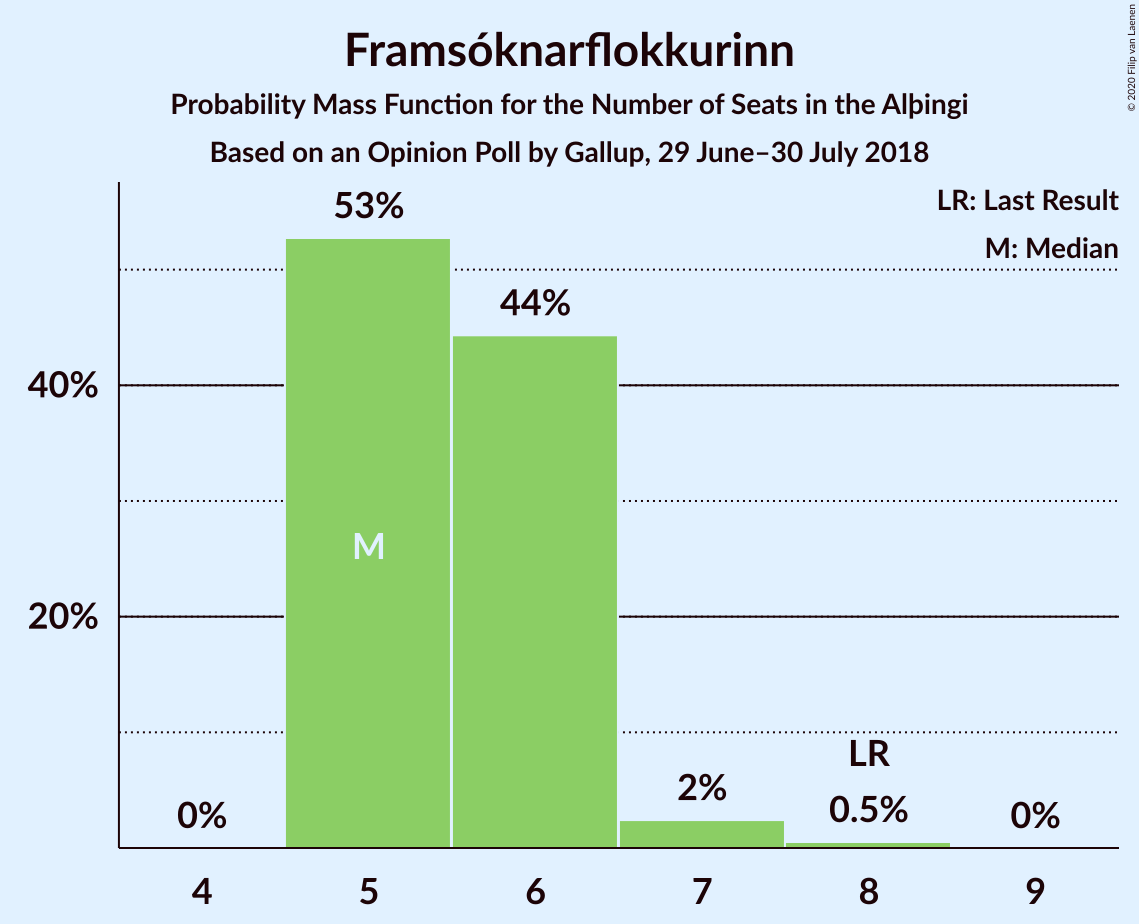 Framsóknarflokkurinn
Probability Mass Function for the Number of Seats in the Alþingi
Based on an Opinion Poll by Gallup, 29 June–30 July 2018
© 2020 Filip van Laenen
LR: Last Result
M: Median
53%
44%
40%
M
20%
LR
2%
0.5%
0%
0%
4 5 6 7 8 9